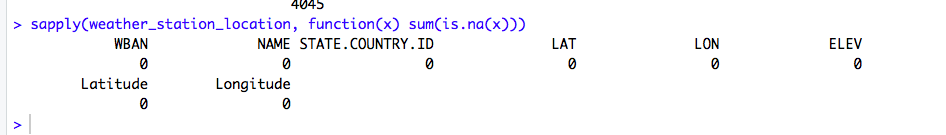 4045
> sapply(weather_station_location, function(x) sum(is.na(x)))
WBAN NAME STATE.COUNTRY.ID LAT LON ELEV
0 0 0 0 0 0
Latitude Longitude
0 0
>